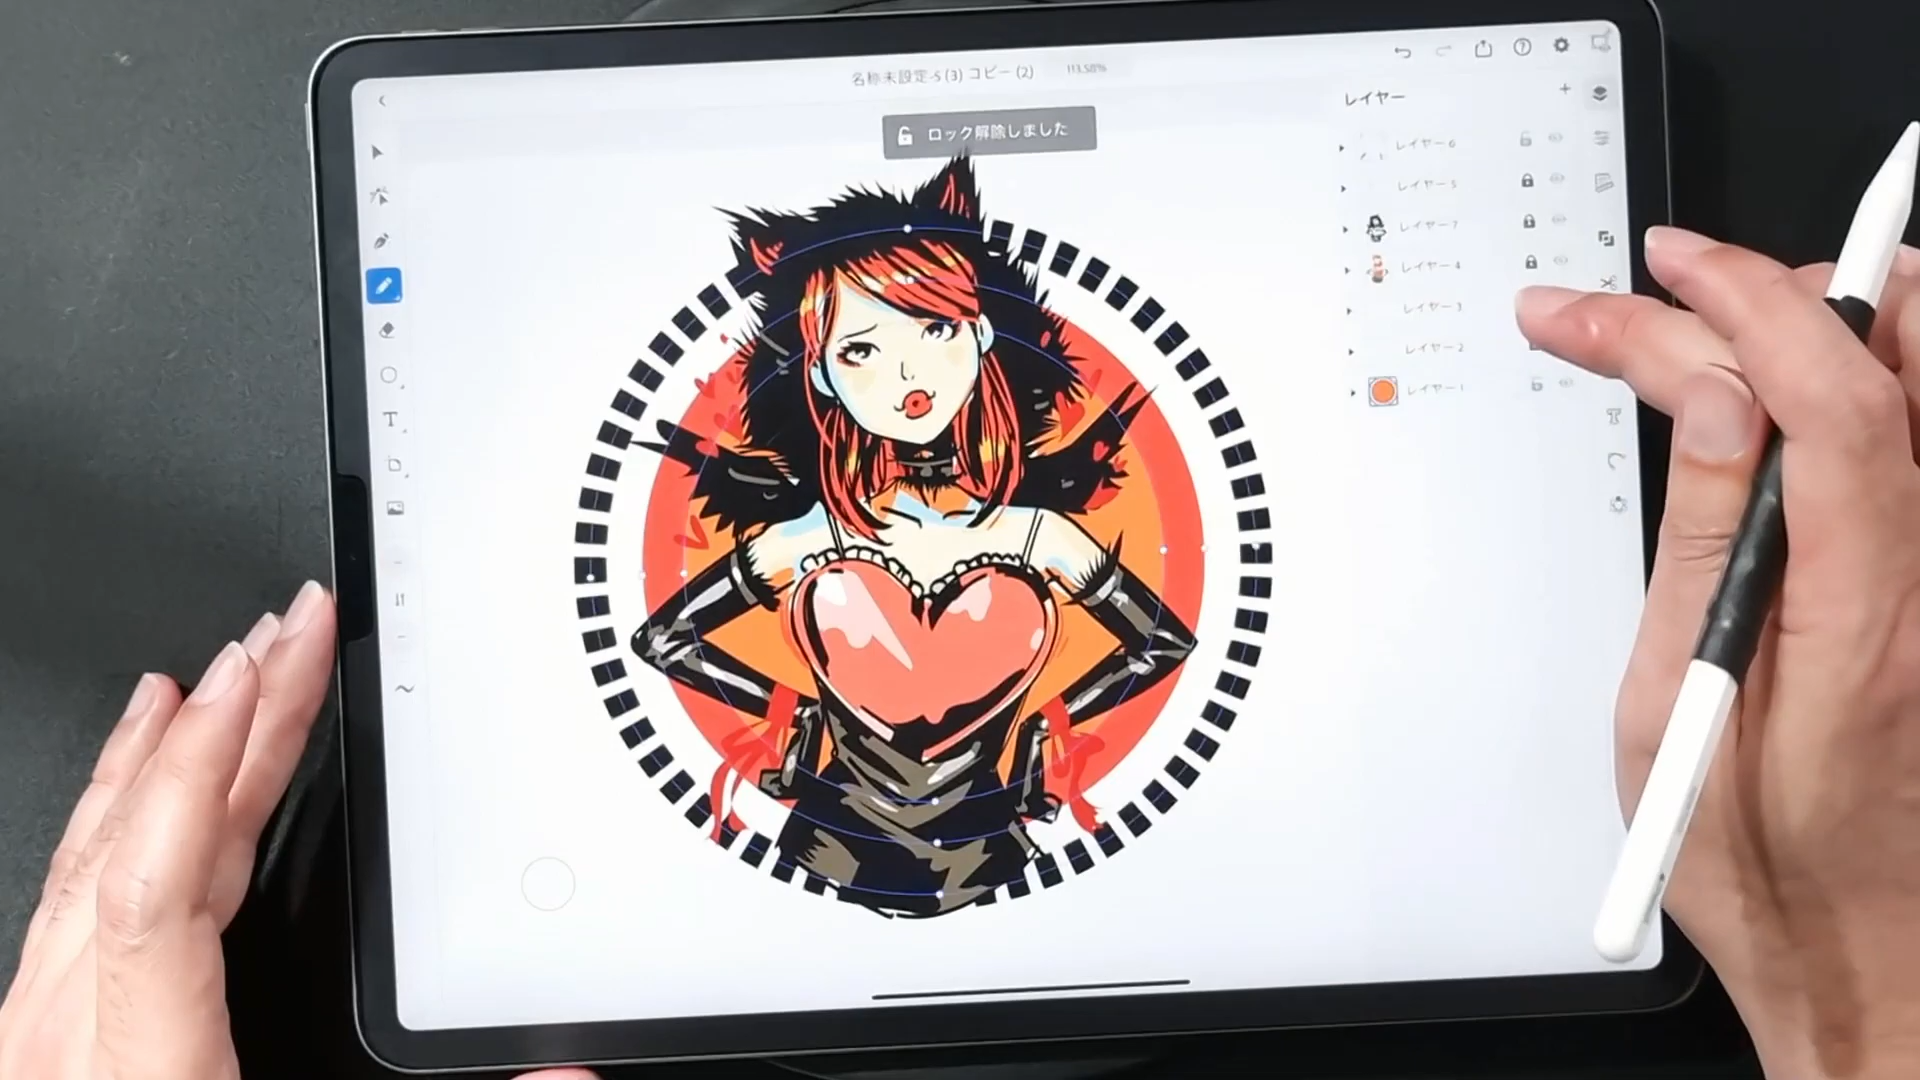 名称未設定-5 (3) コピー (2)
113.58%
ロック解除しました
レイヤー
レイヤー 6
レイヤー 5
レイヤー 7
レイヤー 4
レイヤー 3
レイヤー 2
レイヤー 1